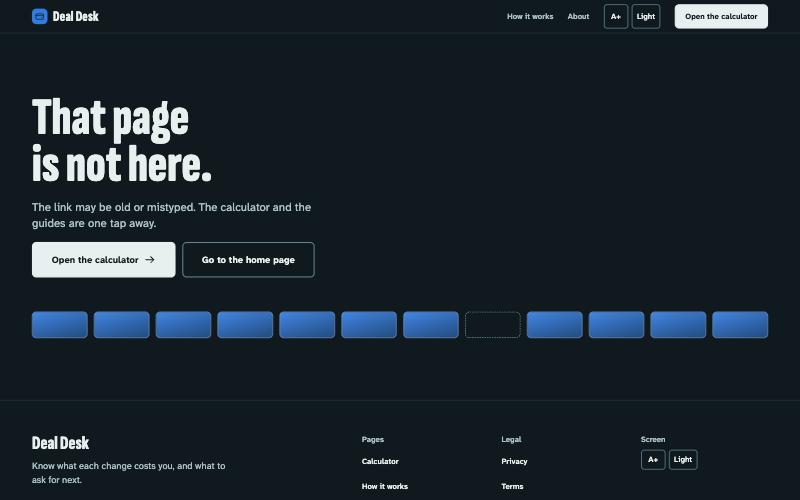 Deal Desk
How it works
About
A+
Light
Open the calculator
That page
is not here.
The link may be old or mistyped. The calculator and the
guides are one tap away.
Open the calculator →
Go to the home page
Deal Desk
Know what each change costs you, and what to
ask for next.
Pages
Calculator
How it works
Legal
Privacy
Terms
Screen
A+
Light